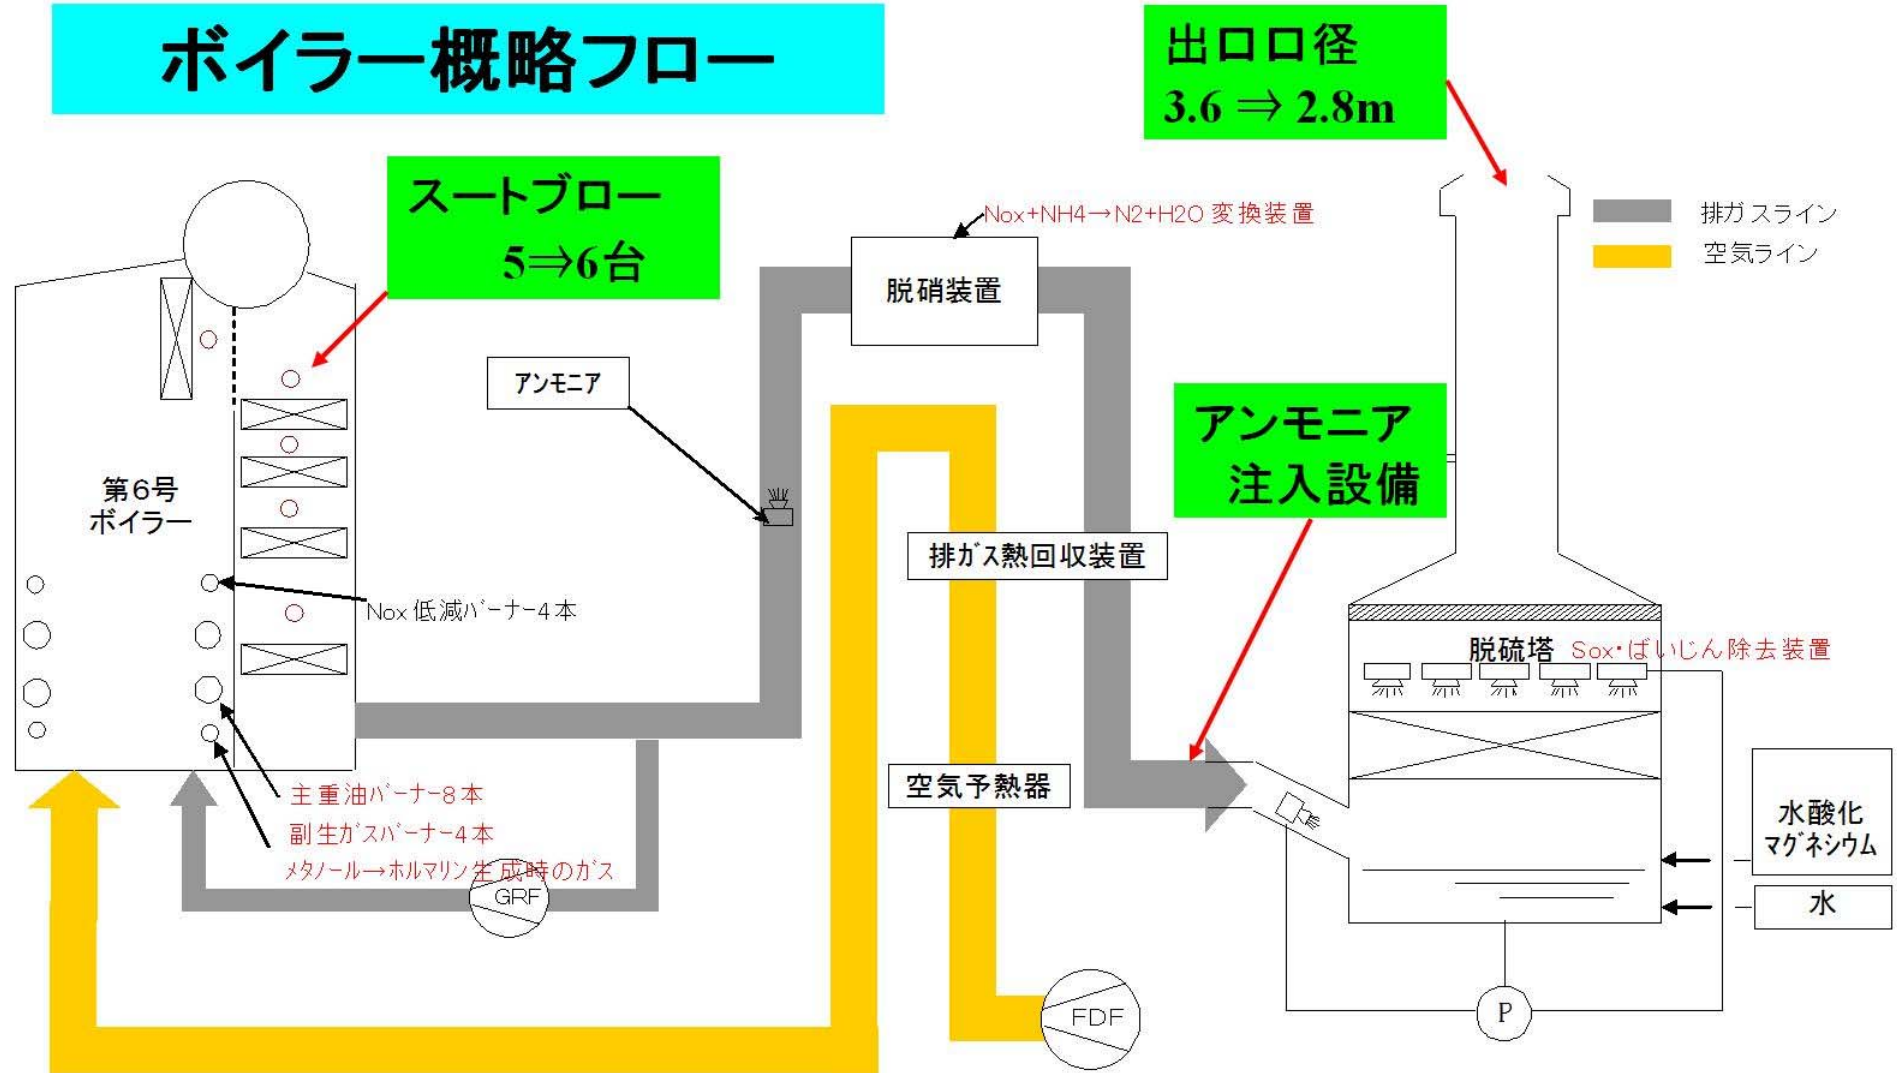 ボイラー概略フロー
出口口径
3.6 ⇒ 2.8m
スートブロー
5⇒6台
Nox+NH4→N2+H2O 変換装置
排ガスライン
空気ライン
脱硝装置
アンモニア
アンモニア
注入設備
第6号
ボイラー
排ガス熱回収装置
Nox 低減バーナー4本
脱硫塔
Sox・ばいじん除去装置
空気予熱器
主重油バーナー8本
副生ガスバーナー4本
メタノール→ホルマリン生成時のガス
GRF
水酸化
マグネシウム
水
FDF
P